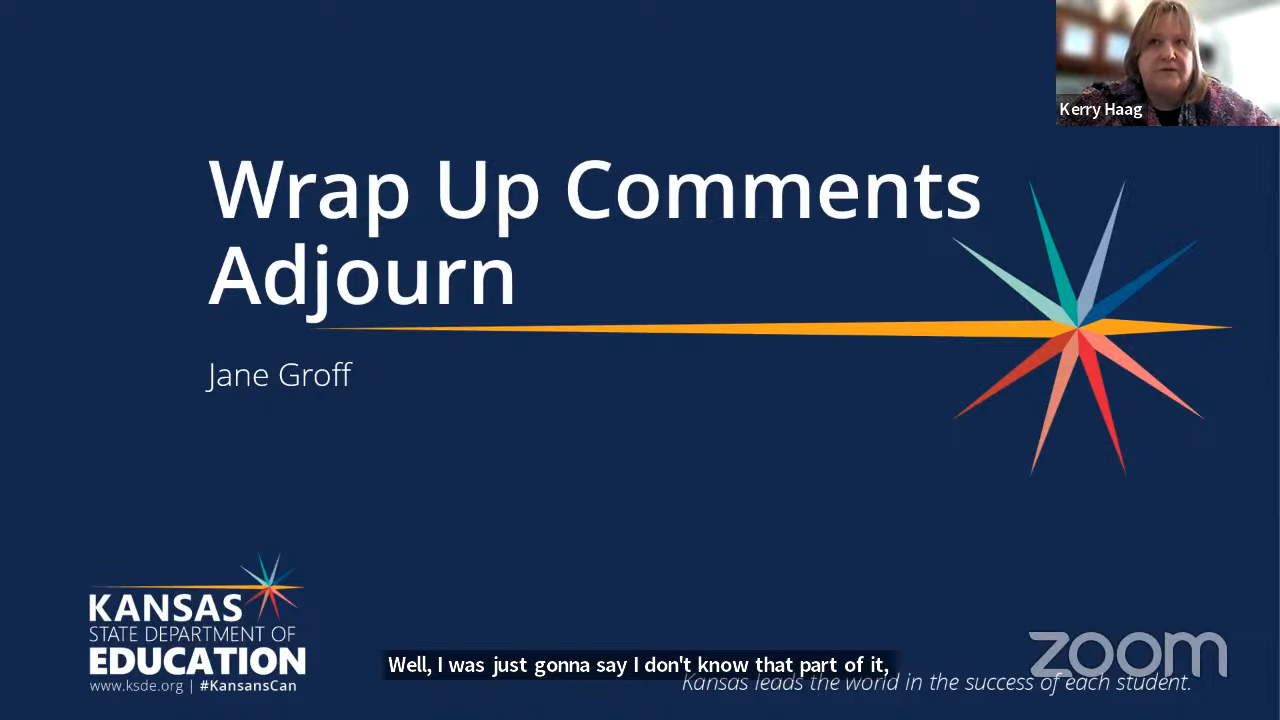 Kerry Haag
Wrap Up Comments
Adjourn
Jane Groff
KANSAS
STATE DEPARTMENT OF
EDUCATION
www.ksde.org | #KansansCan
Well, I was just gonna say I don't know that part of it,
zoom
Kansas leads the world in the success of each student.